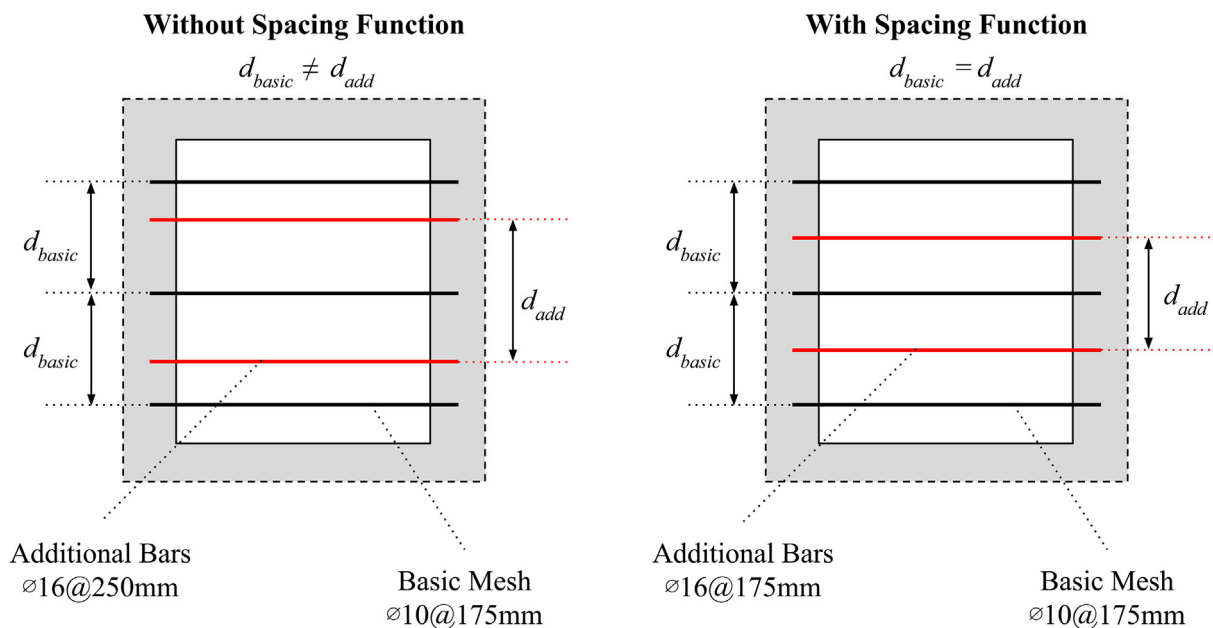 Without Spacing Function
d_basic ≠ d_add
d_basic
d_basic
d_add
Additional Bars
⌀16@250mm
Basic Mesh
⌀10@175mm
With Spacing Function
d_basic = d_add
d_basic
d_basic
d_add
Additional Bars
⌀16@175mm
Basic Mesh
⌀10@175mm